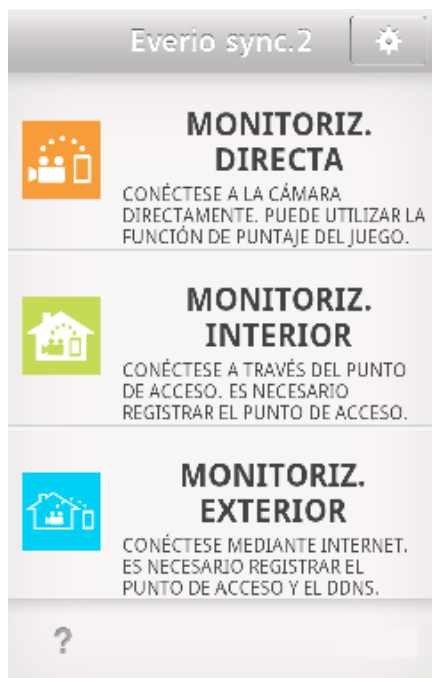 Everio sync.2
MONITORIZ.
DIRECTA
CONÉCTESE A LA CÁMARA
DIRECTAMENTE. PUEDE UTILIZAR LA
FUNCIÓN DE PUNTAJE DEL JUEGO.
MONITORIZ.
INTERIOR
CONÉCTESE A TRAVÉS DEL PUNTO
DE ACCESO. ES NECESARIO
REGISTRAR EL PUNTO DE ACCESO.
MONITORIZ.
EXTERIOR
CONÉCTESE MEDIANTE INTERNET.
ES NECESARIO REGISTRAR EL
PUNTO DE ACCESO Y EL DDNS.
?